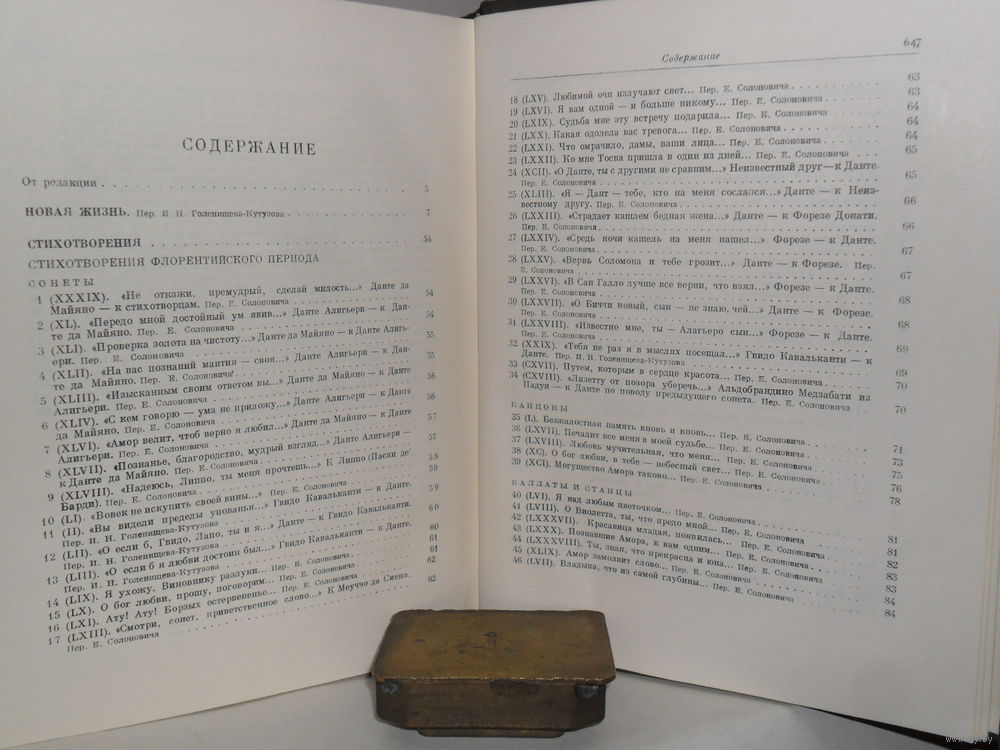 СОДЕРЖАНИЕ
От редакции . . . 5
НОВАЯ ЖИЗНЬ. Пер. И. Н. Голенищева-Кутузова . . . 7
СТИХОТВОРЕНИЯ . . . 54
СТИХОТВОРЕНИЯ ФЛОРЕНТИЙСКОГО ПЕРИОДА
СОНЕТЫ
1 (XXXIX). «Не откажи, премудрый, сделай милость...» Данте да
Майяно — к стихотворцам. Пер. Е. Солоновича . . . 54
2 (XL). «Передо мной достойный ум явив...» Данте Алигьери — к Дан-
те да Майяно. Пер. Е. Солоновича . . . 54
3 (XLI). «Проверка золота на чистоту...» Данте да Майяно — к Данте Алигь-
ери. Пер. Е. Солоновича . . . 55
4 (XLII). «На вас познаний мантия — своя...» Данте Алигьери — к Дан-
те да Майяно. Пер. Е. Солоновича . . . 55
5 (XLIII). «Изысканным своим ответом вы...» Данте да Майяно — к Данте
Алигьери. Пер. Е. Солоновича . . . 56
6 (XLIV). «С кем говорю — ума не приложу...» Данте Алигьери — к Данте
да Майяно. Пер. Е. Солоновича . . . 56
7 (XLVI). «Амор велит, чтоб верно я любил...» Данте да Майяно — к Данте
Алигьери. Пер. Е. Солоновича . . . 57
8 (XLVII). «Познанье, благородство, мудрый взгляд...» Данте Алигьери —
к Данте да Майяно. Пер. Е. Солоновича . . . 57
9 (XLVIII). «Надеюсь, Липпо, ты меня прочтешь...» К Липпо (Паски де'
Барди). Пер. Е. Солоновича . . . 58
10 (LI). «Вовек не искупить своей вины...» Пер. Е. Солоновича . . . 59
11 (II). «Вы видели пределы упованья...» Гвидо Кавальканти — к Данте.
Пер. И. Н. Голенищева-Кутузова . . . 59
12 (LII). «О если б, Гвидо, Лапо, ты и я...» Данте — к Гвидо Кавальканти.
Пер. И. Н. Голенищева-Кутузова . . . 60
13 (LIII). «О если б я любви достоин был...» Гвидо Кавальканти — к Данте.
Пер. И. Н. Голенищева-Кутузова . . . 60
14 (LIX). Я ухожу. Виновнику разлуки... Пер. Е. Солоновича . . . 61
15 (LX). О бог любви, прошу, поговорим... Пер. Е. Солоновича . . . 61
16 (LXI). Ату! Ату! Борзых остервененье... Пер. Е. Солоновича . . . 62
17 (LXIII). «Смотри, сонет, приветственное слово...» К Меуччо да Сиена.
Пер. Е. Солоновича . . . 62
Содержание 647
18 (LXV). Любимой очи излучают свет... Пер. Е. Солоновича . . . 63
19 (LXVI). Я вам одной — и больше никому... Пер. Е. Солоновича . . . 63
20 (LXIX). Судьба мне эту встречу подарила... Пер. Е. Солоновича . . . 64
21 (LXX). Какая одолела вас тревога... Пер. Е. Солоновича . . . 64
22 (LXXI). Что омрачило, дамы, ваши лица... Пер. Е. Солоновича . . . 64
23 (LXXII). Ко мне Тоска пришла в один из дней... Пер. Е. Солоновича . . . 65
24 (XCII). «О Данте, ты с другими не сравним...» Неизвестный друг — к Данте.
Пер. Е. Солоновича . . . 65
25 (XLIII). «Я — Дант — тебе, кто на меня сослался...» Данте — к Неиз-
вестному другу. Пер. Е. Солоновича . . . 66
26 (LXXIII). «Страдает кашлем бедная жена...» Данте — к Форезе Донати.
Пер. Е. Солоновича . . . 66
27 (LXXIV). «Средь ночи кашель на меня нашел...» Форезе — к Данте.
Пер. Е. Солоновича . . . 67
28 (LXXV). «Вервь Соломона и тебе грозит...» Данте — к Форезе. Пер.
Е. Солоновича . . . 67
29 (LXXVI). «В Сан Галло лучше все верни, что взял...» Форезе — к Данте.
Пер. Е. Солоновича . . . 68
30 (LXXVII). «О Биччи новый, сын — не знаю, чей...» Данте — к Форезе.
Пер. Е. Солоновича . . . 68
31 (LXXVIII). «Известно мне, ты — Алагьеро сын...» Форезе — к Данте.
Пер. Е. Солоновича . . . 69
32 (XXIX). «Тебя не раз я в мыслях посещал...» Гвидо Кавальканти — к
Данте. Пер. И. Н. Голенищева-Кутузова . . . 69
33 (CXVII). Путем, которым в сердце красота... Пер. Е. Солоновича . . . 70
34 (CXVIII). «Лизетту от позора уберечь...» Альдобрандино Медзабати из
Падуи — к Данте по поводу предыдущего сонета. Пер. Е. Солоновича . . . 70
КАНЦОНЫ
35 (L). Безжалостная память вновь и вновь... Пер. Е. Солоновича . . . 71
36 (LXVII). Печалит все меня в моей судьбе... Пер. Е. Солоновича . . . 73
37 (LXVIII). Любовь мучительная, что меня... Пер. Е. Солоновича . . . 75
38 (XC). О бог любви, в тебе — небесный свет... Пер. Е. Солоновича . . . 76
39 (XCI). Могущество Амора таково... Пер. Е. Солоновича . . . 78
БАЛЛАТЫ И СТАНЦЫ
40 (LVI). Я над любым цветочком... Пер. Е. Солоновича . . . 81
41 (LVIII). О Виолетта, ты, что предо мной... Пер. Е. Солоновича . . . 81
42 (LXXXVII). Красавица младая, появилась... Пер. Е. Солоновича . . . 82
43 (LXXX). Познавшие Амора, к вам одним... Пер. Е. Солоновича . . . 83
44 (LXXXVIII). Ты, зная, что прекрасна и юна... Пер. Е. Солоновича . . . 83
45 (XLIX). Амор замолвит слово... Пер. Е. Солоновича . . . 84
46 (LVII). Владыка, что из самой глубины... Пер. Е. Солоновича . . . 84